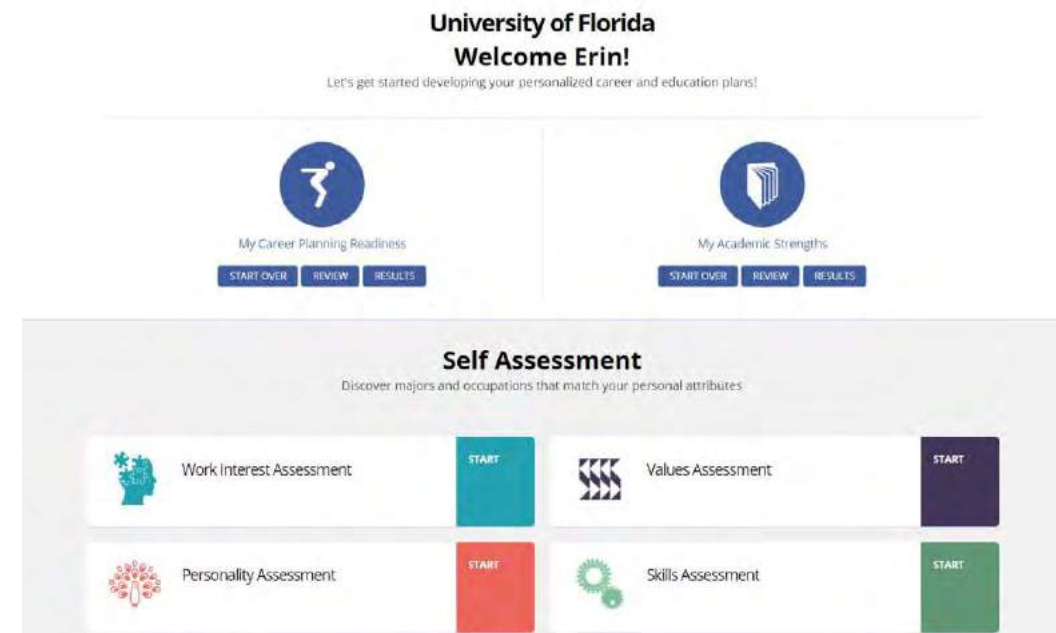 University of Florida
Welcome Erin!
Let's get started developing your personalized career and education plans!
My Career Planning Readiness
START OVER REVIEW RESULTS
My Academic Strengths
START OVER REVIEW RESULTS
Self Assessment
Discover majors and occupations that match your personal attributes
Work Interest Assessment
START
Values Assessment
START
Personality Assessment
START
Skills Assessment
START